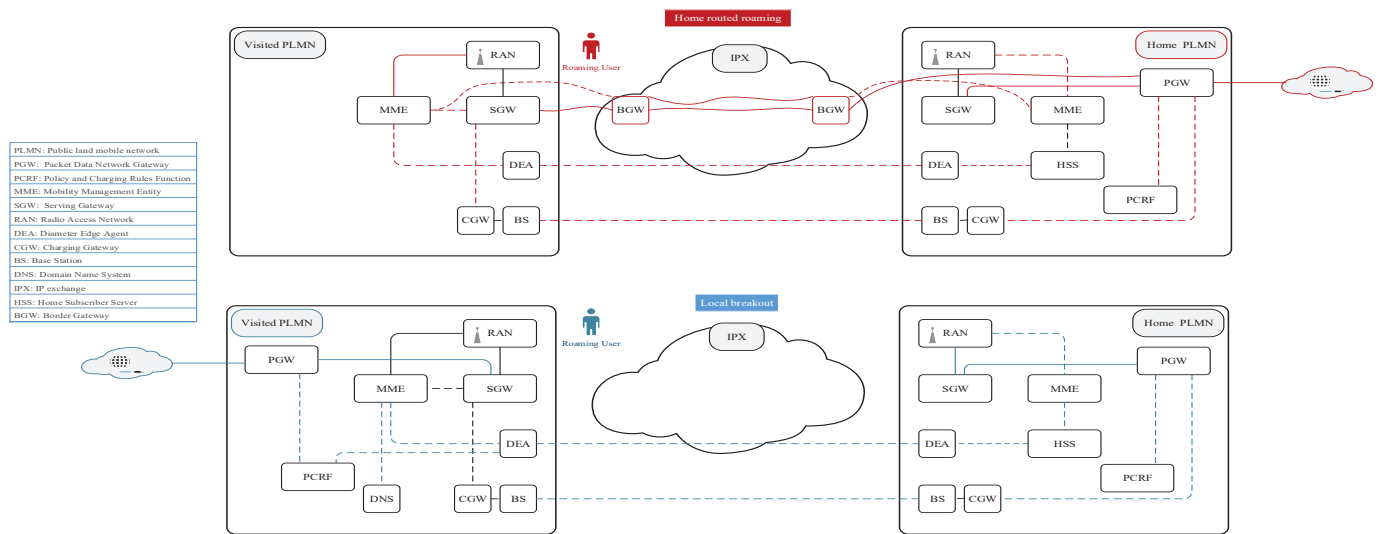 Home routed roaming
Visited PLMN
RAN
Roaming User
IPX
RAN
Home PLMN
PGW
MME
SGW
BGW
BGW
SGW
MME
DEA
DEA
HSS
PCRF
CGW
BS
BS
CGW
PLMN: Public land mobile network
PGW: Packet Data Network Gateway
PCRF: Policy and Charging Rules Function
MME: Mobility Management Entity
SGW: Serving Gateway
RAN: Radio Access Network
DEA: Diameter Edge Agent
CGW: Charging Gateway
BS: Base Station
DNS: Domain Name System
IPX: IP exchange
HSS: Home Subscriber Server
BGW: Border Gateway
Local breakout
Visited PLMN
RAN
Roaming User
IPX
RAN
Home PLMN
PGW
PGW
MME
SGW
SGW
MME
DEA
DEA
HSS
PCRF
PCRF
DNS
CGW
BS
BS
CGW